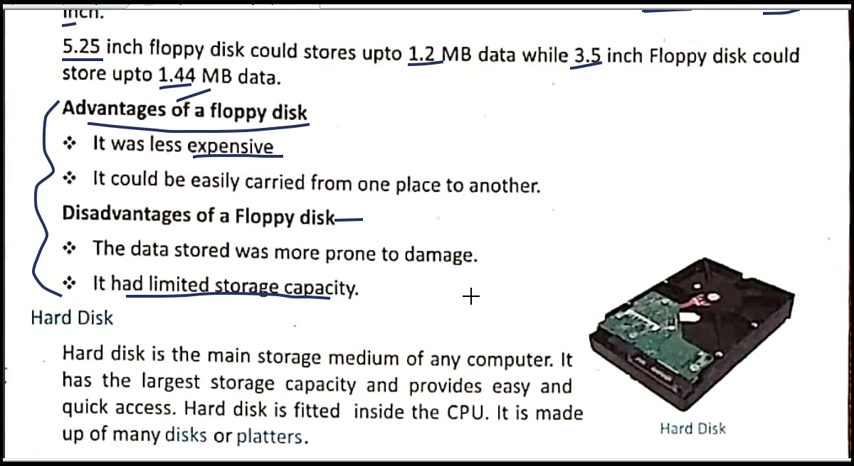 inch.
5.25 inch floppy disk could stores upto 1.2 MB data while 3.5 inch Floppy disk could
store upto 1.44 MB data.
Advantages of a floppy disk
❖ It was less expensive
❖ It could be easily carried from one place to another.
Disadvantages of a Floppy disk
❖ The data stored was more prone to damage.
❖ It had limited storage capacity.
Hard Disk
Hard disk is the main storage medium of any computer. It
has the largest storage capacity and provides easy and
quick access. Hard disk is fitted inside the CPU. It is made
up of many disks or platters.
Hard Disk